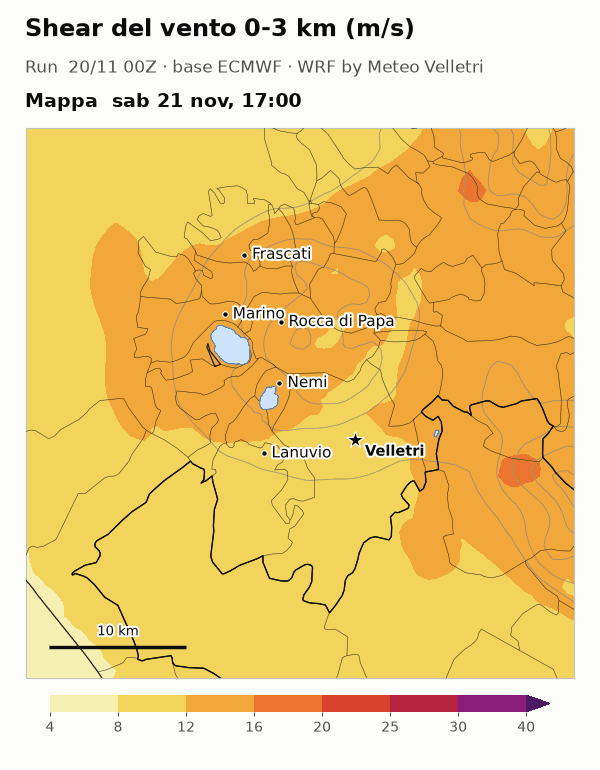 Shear del vento 0-3 km (m/s)
Run  20/11 00Z · base ECMWF · WRF by Meteo Velletri
Mappa  sab 21 nov, 17:00
Frascati
Marino
Rocca di Papa
Nemi
Velletri
Lanuvio
10 km
4 8 12 16 20 25 30 40